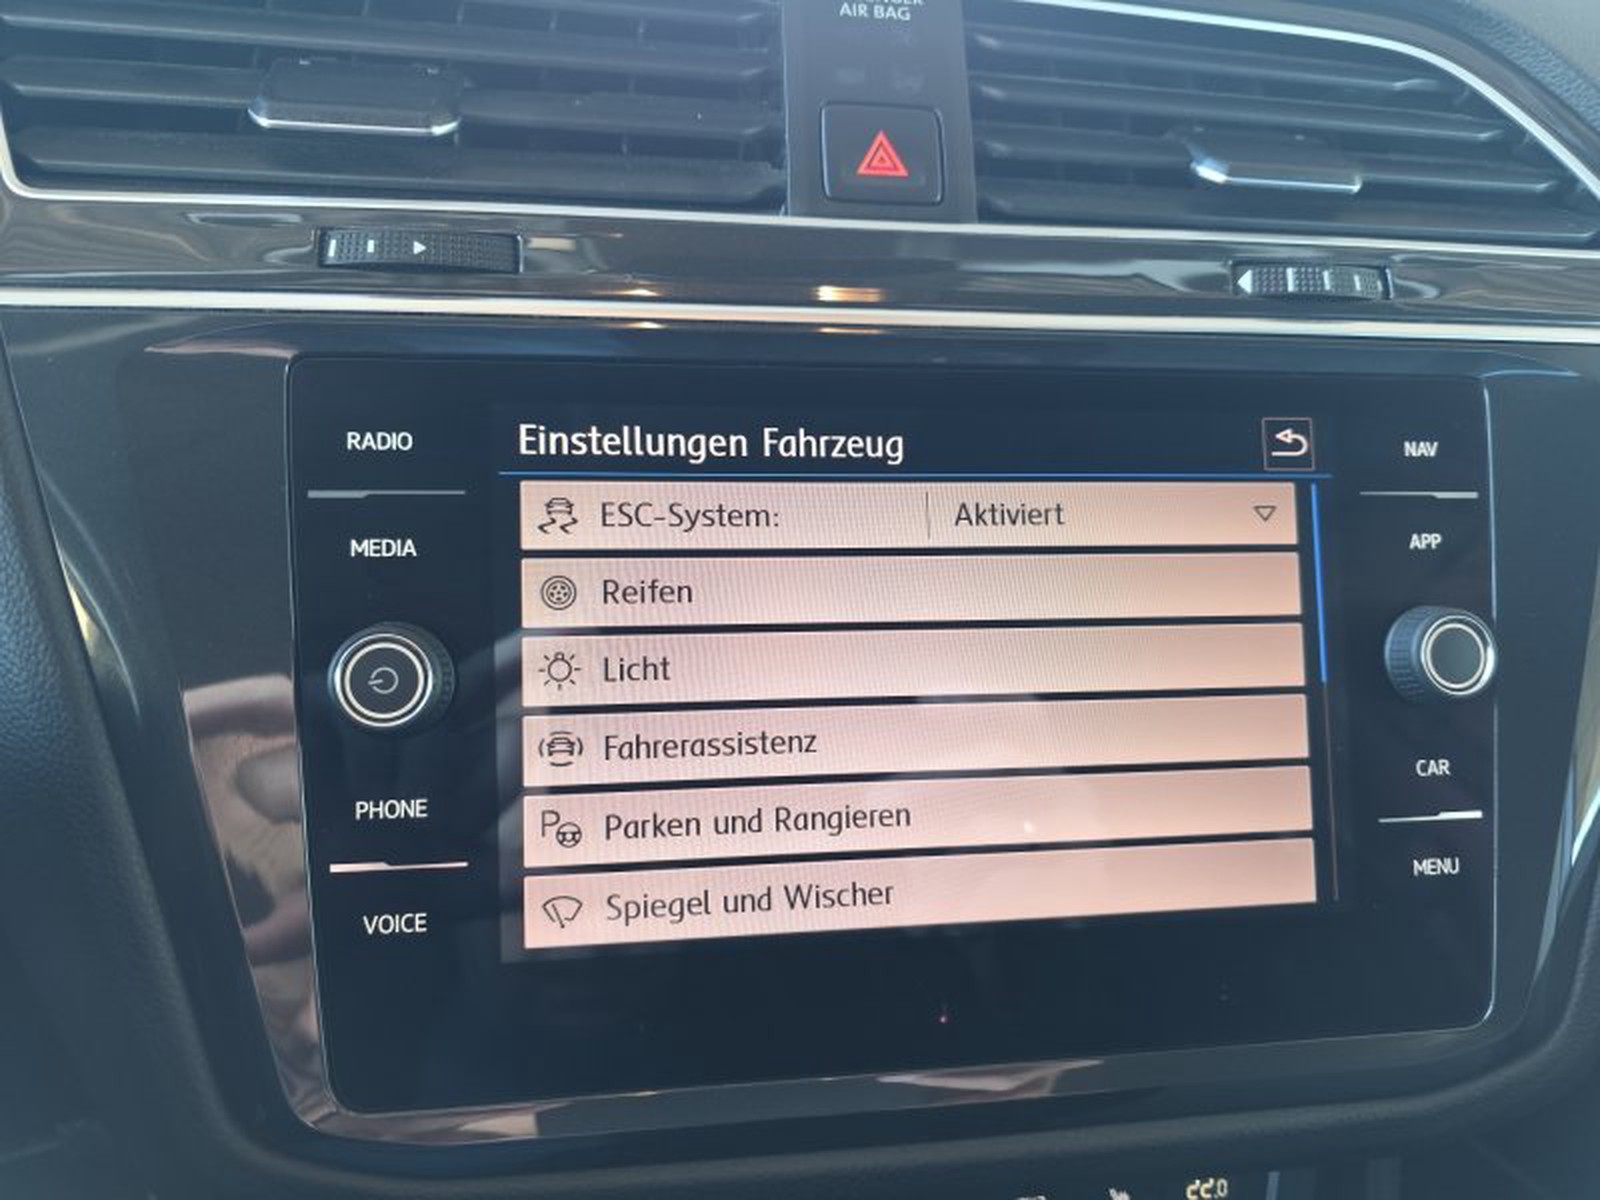 AIR BAG
RADIO
MEDIA
PHONE
VOICE
Einstellungen Fahrzeug
ESC-System: Aktiviert
Reifen
Licht
Fahrerassistenz
Parken und Rangieren
Spiegel und Wischer
NAV
APP
CAR
MENU